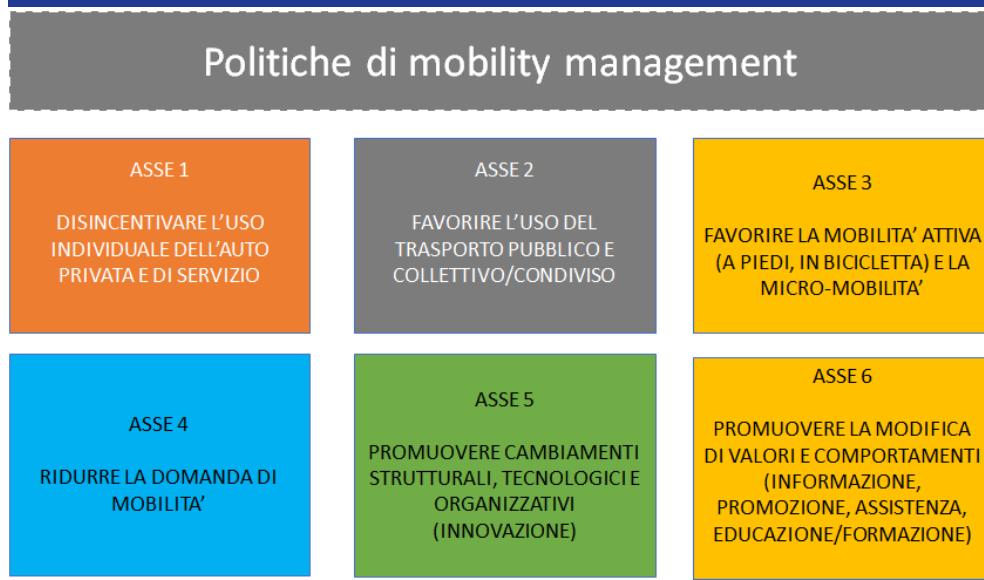 Politiche di mobility management
ASSE 1
DISINCENTIVARE L'USO
INDIVIDUALE DELL'AUTO
PRIVATA E DI SERVIZIO
ASSE 2
FAVORIRE L'USO DEL
TRASPORTO PUBBLICO E
COLLETTIVO/CONDIVISO
ASSE 3
FAVORIRE LA MOBILITA' ATTIVA
(A PIEDI, IN BICICLETTA) E LA
MICRO-MOBILITA'
ASSE 4
RIDURRE LA DOMANDA DI
MOBILITA'
ASSE 5
PROMUOVERE CAMBIAMENTI
STRUTTURALI, TECNOLOGICI E
ORGANIZZATIVI
(INNOVAZIONE)
ASSE 6
PROMUOVERE LA MODIFICA
DI VALORI E COMPORTAMENTI
(INFORMAZIONE,
PROMOZIONE, ASSISTENZA,
EDUCAZIONE/FORMAZIONE)